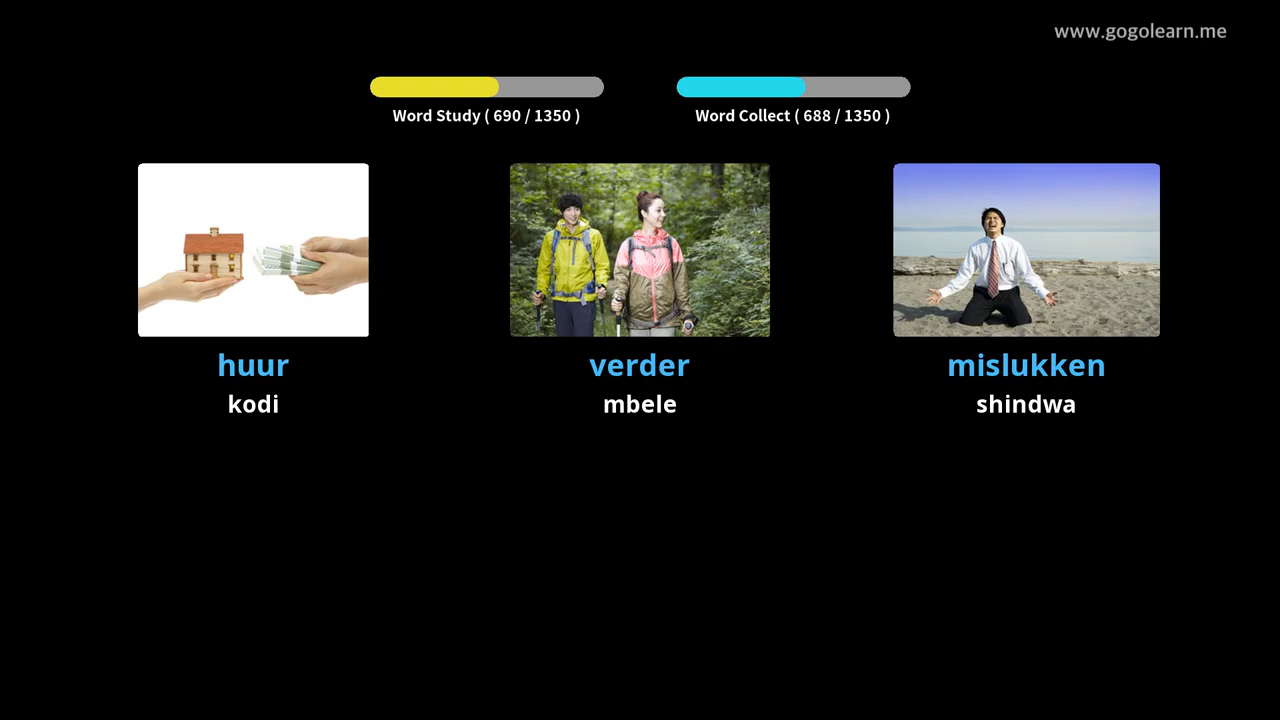 www.gogolearn.me
Word Study ( 690 / 1350 )
Word Collect ( 688 / 1350 )
huur
kodi
verder
mbele
mislukken
shindwa